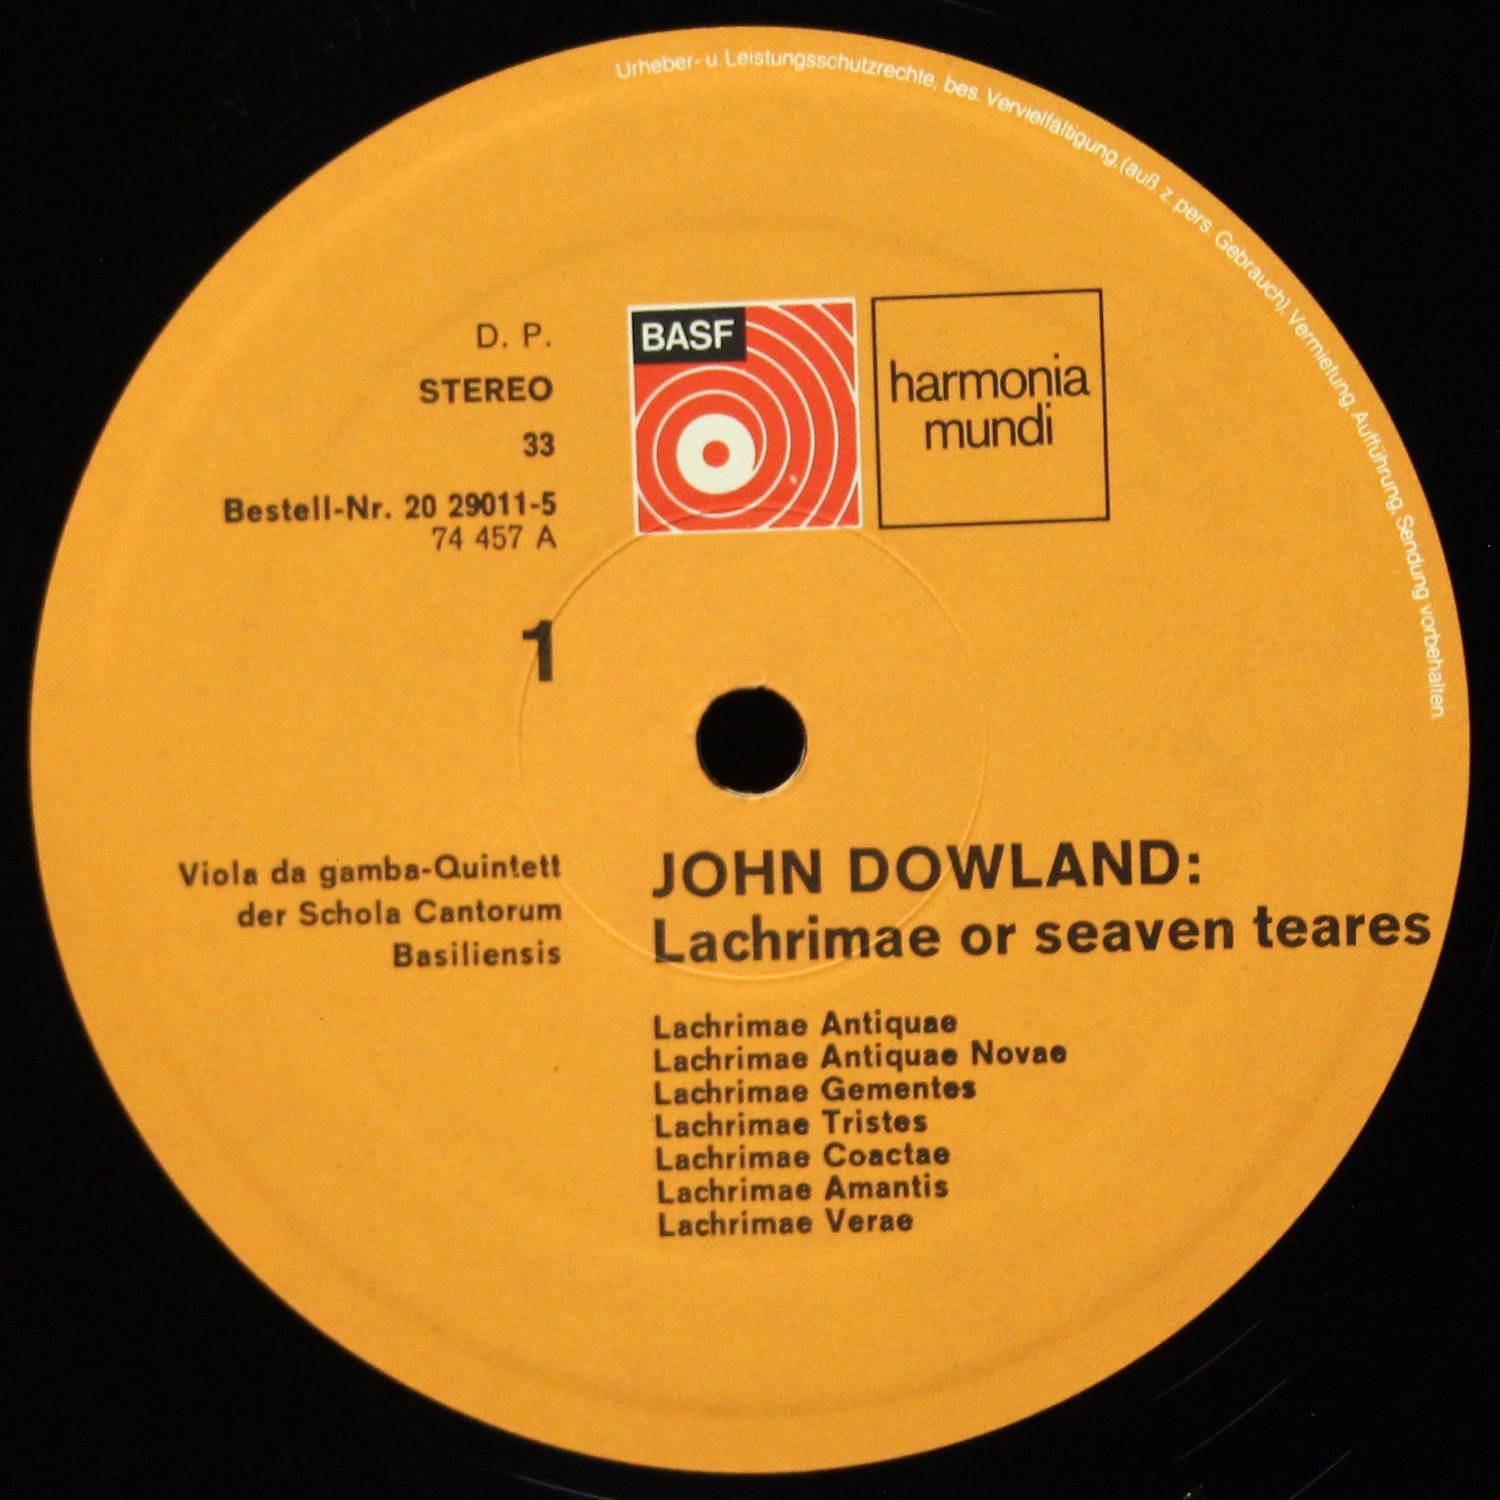 Urheber- u. Leistungsschutzrechte, bes. Vervielfältigung (auß. z. pers. Gebrauch), Vermietung, Aufführung, Sendung vorbehalten.
D. P.
STEREO
33
Bestell-Nr. 20 29011-5
74 457 A
1
BASF
harmonia
mundi
Viola da gamba-Quintett
der Schola Cantorum
Basiliensis
JOHN DOWLAND:
Lachrimae or seaven teares
Lachrimae Antiquae
Lachrimae Antiquae Novae
Lachrimae Gementes
Lachrimae Tristes
Lachrimae Coactae
Lachrimae Amantis
Lachrimae Verae